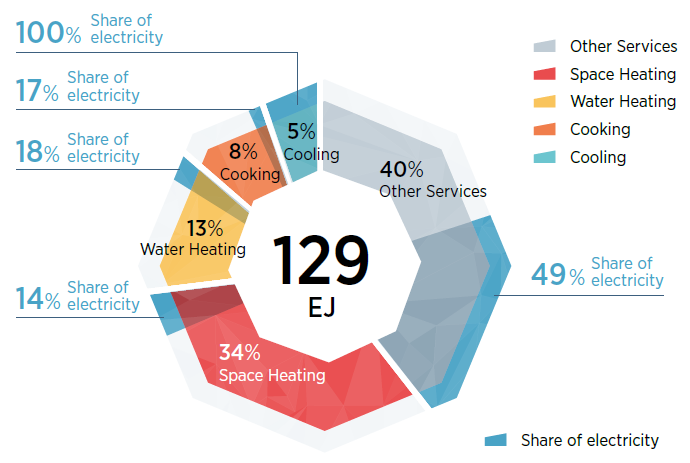 100% Share of
electricity
17% Share of
electricity
18% Share of
electricity
14% Share of
electricity
5%
Cooling
8%
Cooking
13%
Water Heating
34%
Space Heating
40%
Other Services
129
EJ
49% Share of
electricity
Other Services
Space Heating
Water Heating
Cooking
Cooling
Share of electricity